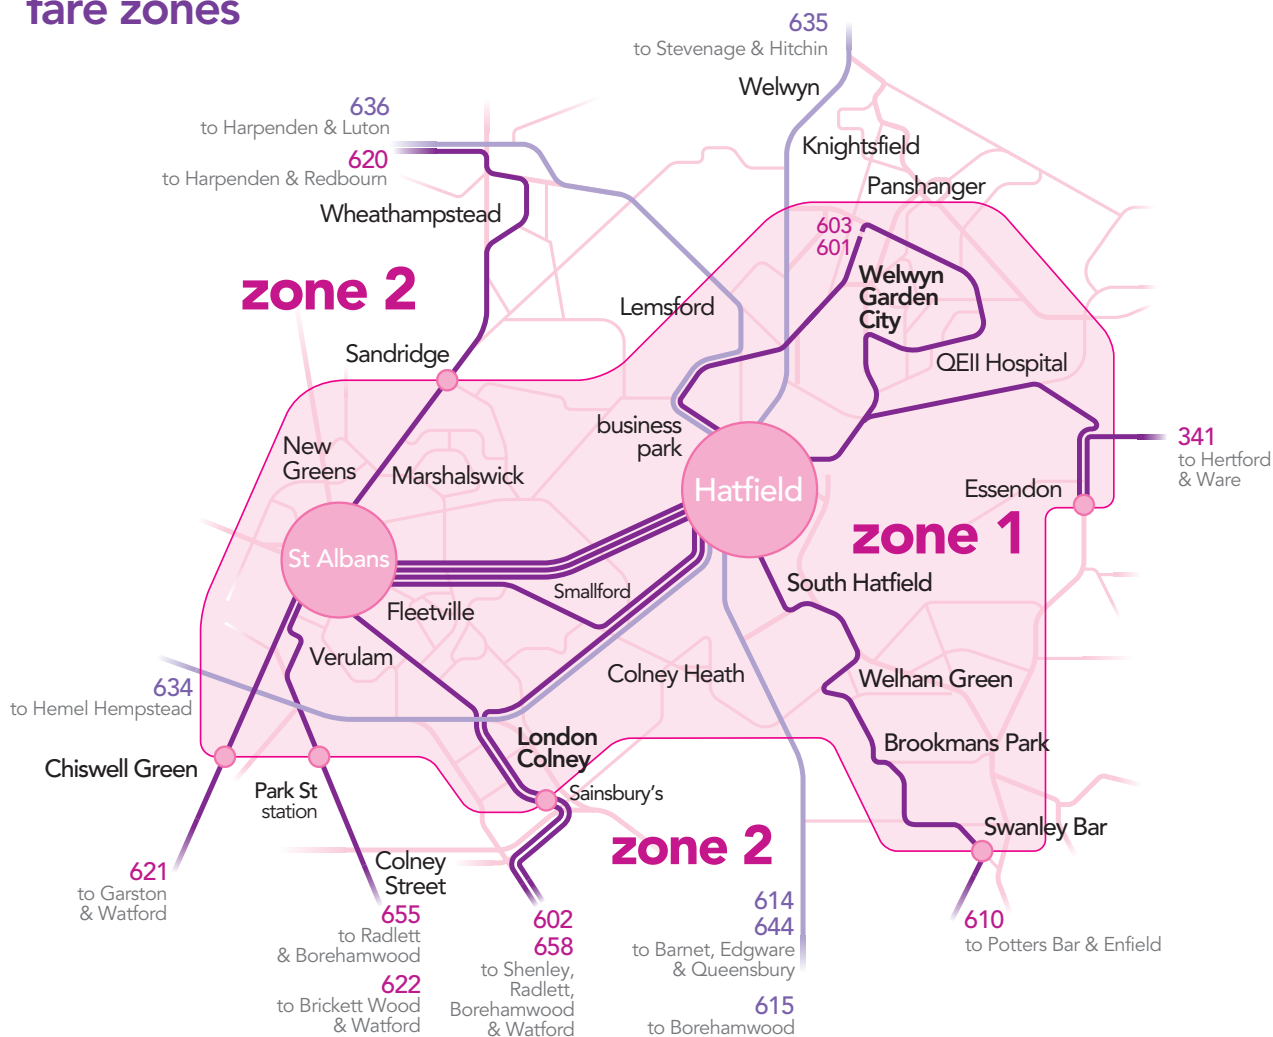 fare zones
635
to Stevenage & Hitchin
Welwyn
636
to Harpenden & Luton
Knightsfield
620
to Harpenden & Redbourn
Panshanger
Wheathampstead
603
601
Welwyn
Garden
City
zone 2
Lemsford
Sandridge
QEII Hospital
business
park
New
Greens
Marshalswick
341
to Hertford
& Ware
Hatfield
Essendon
zone 1
St Albans
South Hatfield
Smallford
Fleetville
Verulam
Colney Heath
Welham Green
634
to Hemel Hempstead
London
Colney
Brookmans Park
Chiswell Green
Park St
station
Sainsbury's
Swanley Bar
zone 2
Colney
Street
621
to Garston
& Watford
655
to Radlett
& Borehamwood
622
to Brickett Wood
& Watford
602
658
to Shenley,
Radlett,
Borehamwood
& Watford
614
644
to Barnet, Edgware
& Queensbury
615
to Borehamwood
610
to Potters Bar & Enfield